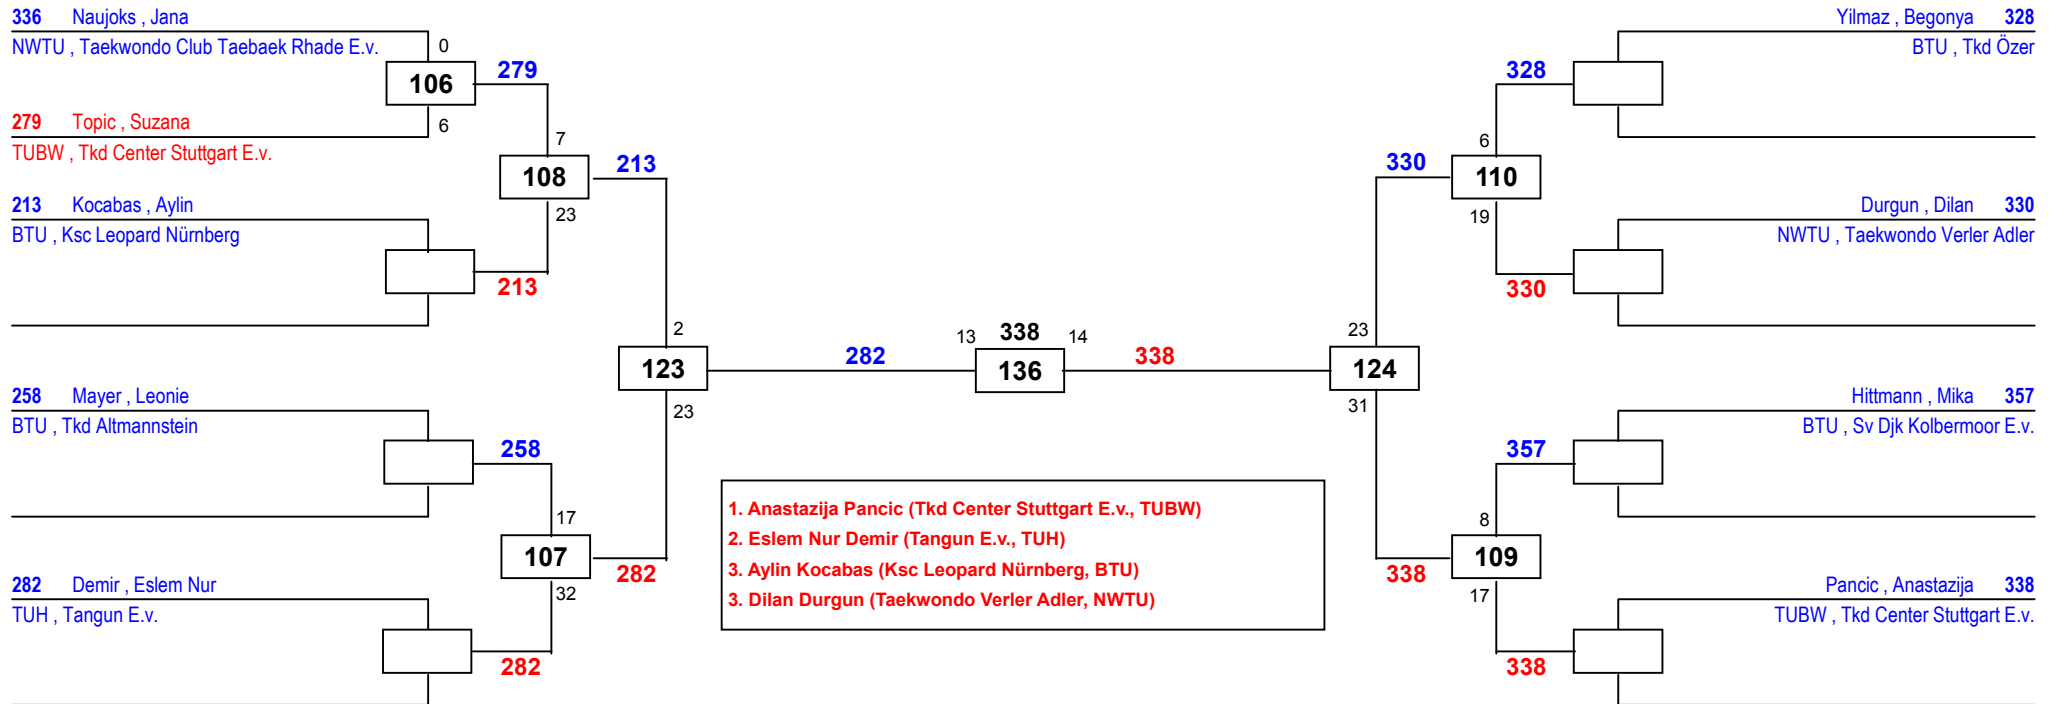 336 Naujoks , Jana
NWTU , Taekwondo Club Taebaek Rhade E.v.
0
106
279
6
279 Topic , Suzana
TUBW , Tkd Center Stuttgart E.v.
7
108
213
23
213 Kocabas , Aylin
BTU , Ksc Leopard Nürnberg
213
2
123
23
258 Mayer , Leonie
BTU , Tkd Altmannstein
258
17
107
282
32
282 Demir , Eslem Nur
TUH , Tangun E.v.
282
282
13 338 14
136
338
1. Anastazija Pancic (Tkd Center Stuttgart E.v., TUBW)
2. Eslem Nur Demir (Tangun E.v., TUH)
3. Aylin Kocabas (Ksc Leopard Nürnberg, BTU)
3. Dilan Durgun (Taekwondo Verler Adler, NWTU)
Yilmaz , Begonya 328
BTU , Tkd Özer
328
6
330
110
19
Durgun , Dilan 330
NWTU , Taekwondo Verler Adler
330
23
124
31
Hittmann , Mika 357
BTU , Sv Djk Kolbermoor E.v.
357
8
109
338
17
Pancic , Anastazija 338
TUBW , Tkd Center Stuttgart E.v.
338